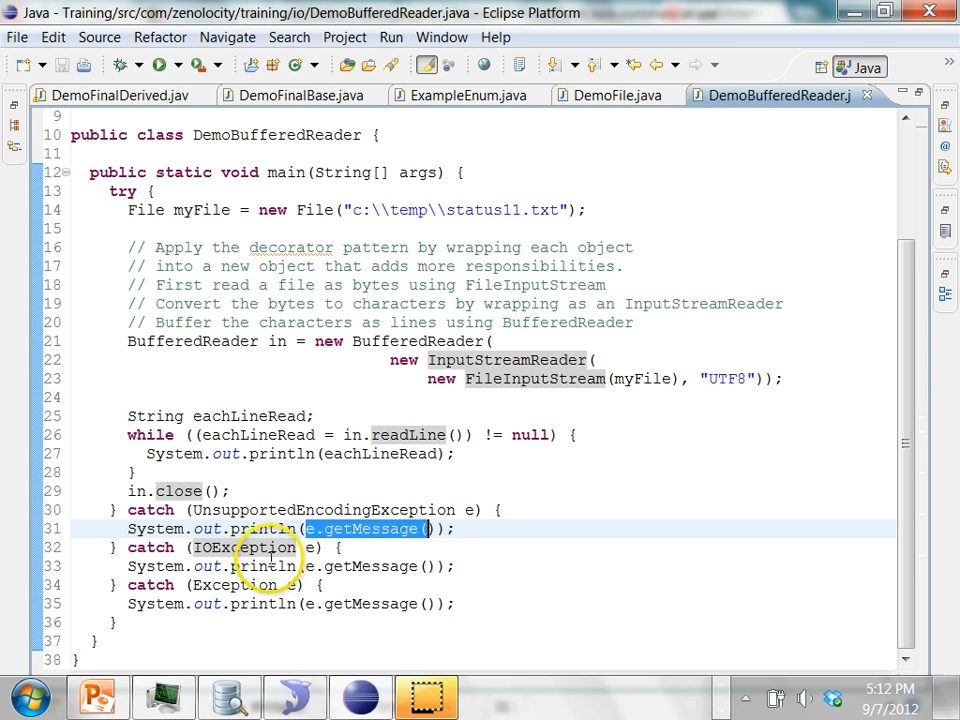 Java - Training/src/com/zenolocity/training/io/DemoBufferedReader.java - Eclipse Platform
File Edit Source Refactor Navigate Search Project Run Window Help
Java
DemoFinalDerived.jav DemoFinalBase.java ExampleEnum.java DemoFile.java DemoBufferedReader.j
9
10 public class DemoBufferedReader {
11
12 public static void main(String[] args) {
13 try {
14 File myFile = new File("c:\\temp\\status11.txt");
15
16 // Apply the decorator pattern by wrapping each object
17 // into a new object that adds more responsibilities.
18 // First read a file as bytes using FileInputStream
19 // Convert the bytes to characters by wrapping as an InputStreamReader
20 // Buffer the characters as lines using BufferedReader
21 BufferedReader in = new BufferedReader(
22 new InputStreamReader(
23 new FileInputStream(myFile), "UTF8"));
24
25 String eachLineRead;
26 while ((eachLineRead = in.readLine()) != null) {
27 System.out.println(eachLineRead);
28 }
29 in.close();
30 } catch (UnsupportedEncodingException e) {
31 System.out.println(e.getMessage());
32 } catch (IOException e) {
33 System.out.println(e.getMessage());
34 } catch (Exception e) {
35 System.out.println(e.getMessage());
36 }
37 }
38 }
5:12 PM
9/7/2012